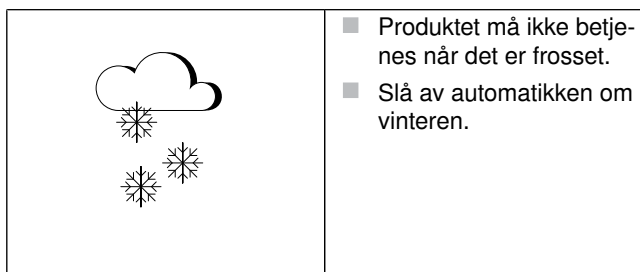 Produktet må ikke betje-
nes når det er frosset.
Slå av automatikken om
vinteren.